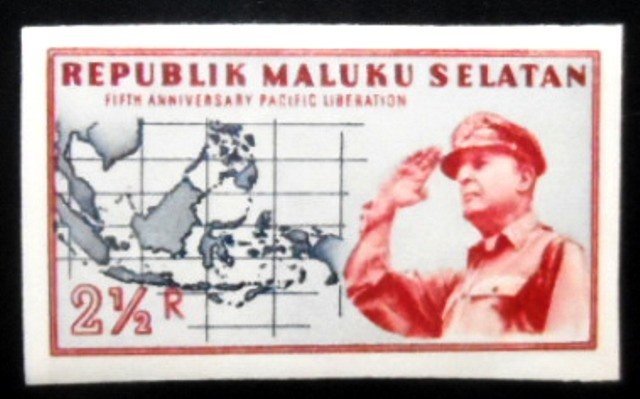 REPUBLIK MALUKU SELATAN
FIFTH ANNIVERSARY PACIFIC LIBERATION
2½ R